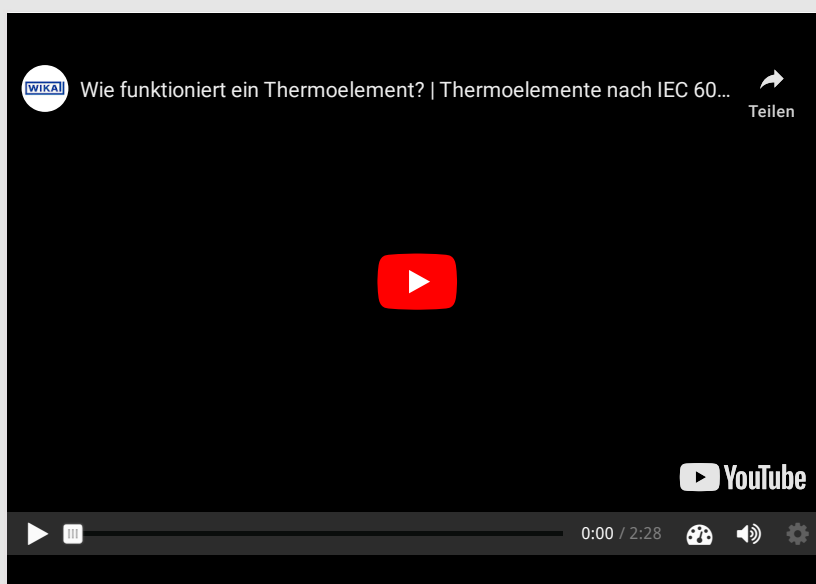 WIKA
Wie funktioniert ein Thermoelement? | Thermoelemente nach IEC 60…
Teilen
YouTube
0:00 / 2:28